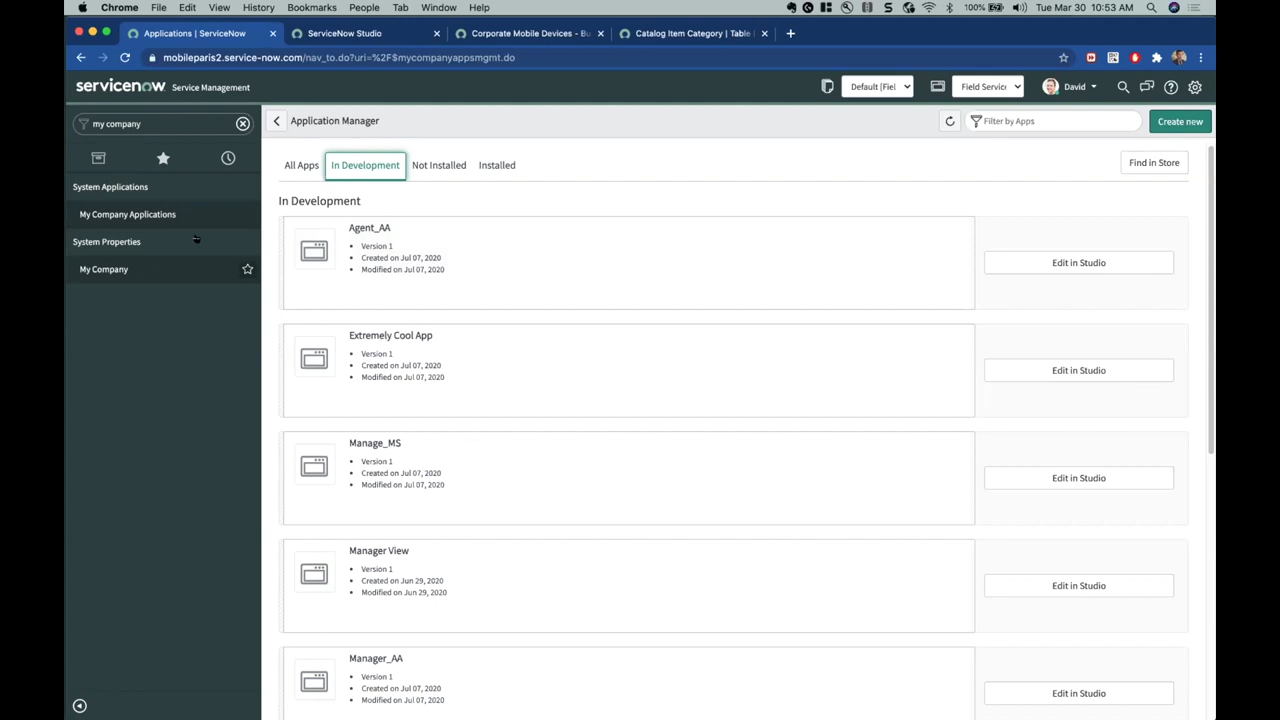 Chrome File Edit View History Bookmarks People Tab Window Help 100% Tue Mar 30 10:53 AM
Applications | ServiceNow ServiceNow Studio Corporate Mobile Devices - Bu Catalog Item Category | Table
mobileparis2.service-now.com/nav_to.do?uri=%2F$mycompanyappsmgmt.do
servicenow Service Management Default [Fiel Field Servic David
my company
Application Manager
Filter by Apps
Create new
All Apps In Development Not Installed Installed
Find in Store
System Applications
My Company Applications
System Properties
My Company
In Development
Agent_AA
• Version 1
• Created on Jul 07, 2020
• Modified on Jul 07, 2020
Edit in Studio
Extremely Cool App
• Version 1
• Created on Jul 07, 2020
• Modified on Jul 07, 2020
Edit in Studio
Manage_MS
• Version 1
• Created on Jul 07, 2020
• Modified on Jul 07, 2020
Edit in Studio
Manager View
• Version 1
• Created on Jun 29, 2020
• Modified on Jun 29, 2020
Edit in Studio
Manager_AA
• Version 1
• Created on Jul 07, 2020
• Modified on Jul 07, 2020
Edit in Studio